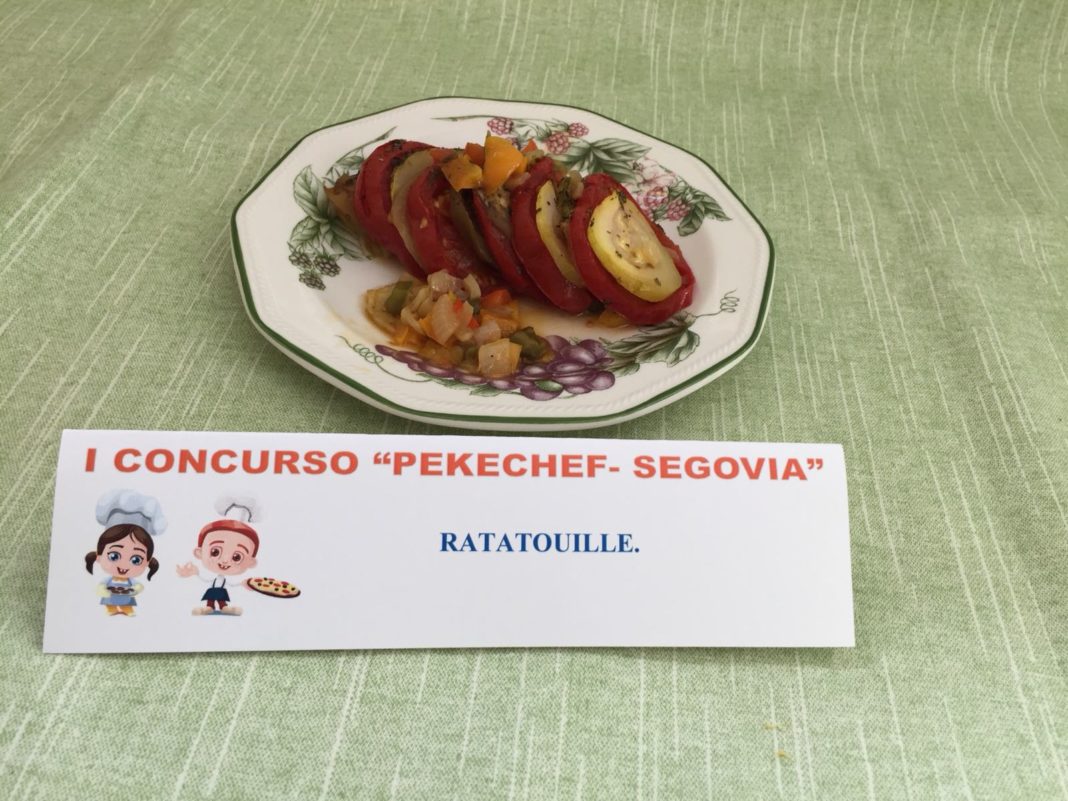 I CONCURSO “PEKECHEF- SEGOVIA”
RATATOUILLE.